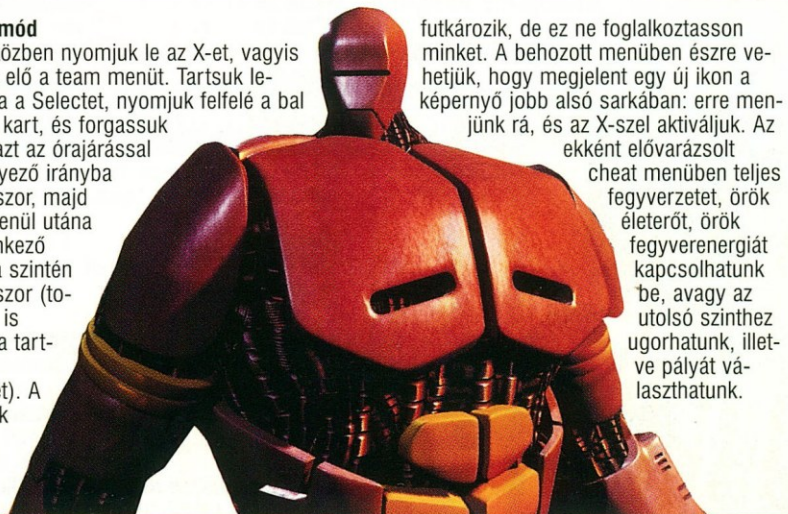 mód
özben nyomjuk le az X-et, vagyis
elő a team menüt. Tartsuk le-
a a Selectet, nyomjuk felfelé a bal
kart, és forgassuk
azt az órajárással
yező irányba
szor, majd
enül utána
nkező
a szintén
szor (to-
is
a tart-
et). A
k
futkározik, de ez ne foglalkoztasson
minket. A behozott menüben észre ve-
hetjük, hogy megjelent egy új ikon a
képernyő jobb alsó sarkában: erre men-
jünk rá, és az X-szel aktiváljuk. Az
ekként elővarázsolt
cheat menüben teljes
fegyverzetet, örök
életerőt, örök
fegyverenergiát
kapcsolhatunk
be, avagy az
utolsó szinthez
ugorhatunk, illet-
ve pályát vá-
laszthatunk.